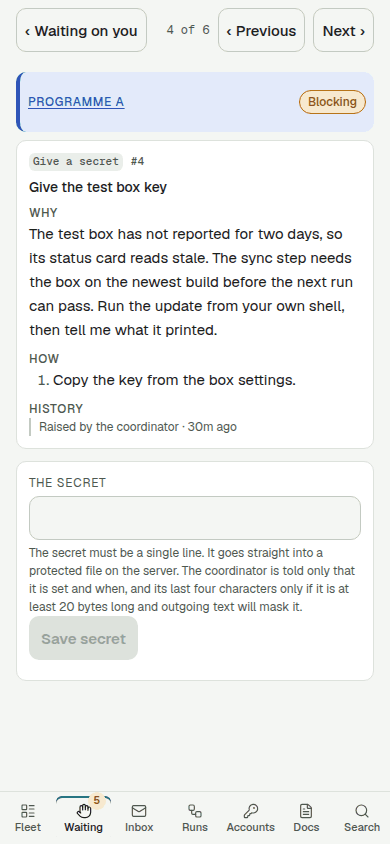 ‹ Waiting on you
4 of 6
‹ Previous
Next ›
PROGRAMME A
Blocking
Give a secret #4
Give the test box key
WHY
The test box has not reported for two days, so
its status card reads stale. The sync step needs
the box on the newest build before the next run
can pass. Run the update from your own shell,
then tell me what it printed.
HOW
1. Copy the key from the box settings.
HISTORY
Raised by the coordinator · 30m ago
THE SECRET
The secret must be a single line. It goes straight into a
protected file on the server. The coordinator is told only that
it is set and when, and its last four characters only if it is at
least 20 bytes long and outgoing text will mask it.
Save secret
5
Fleet
Waiting
Inbox
Runs
Accounts
Docs
Search